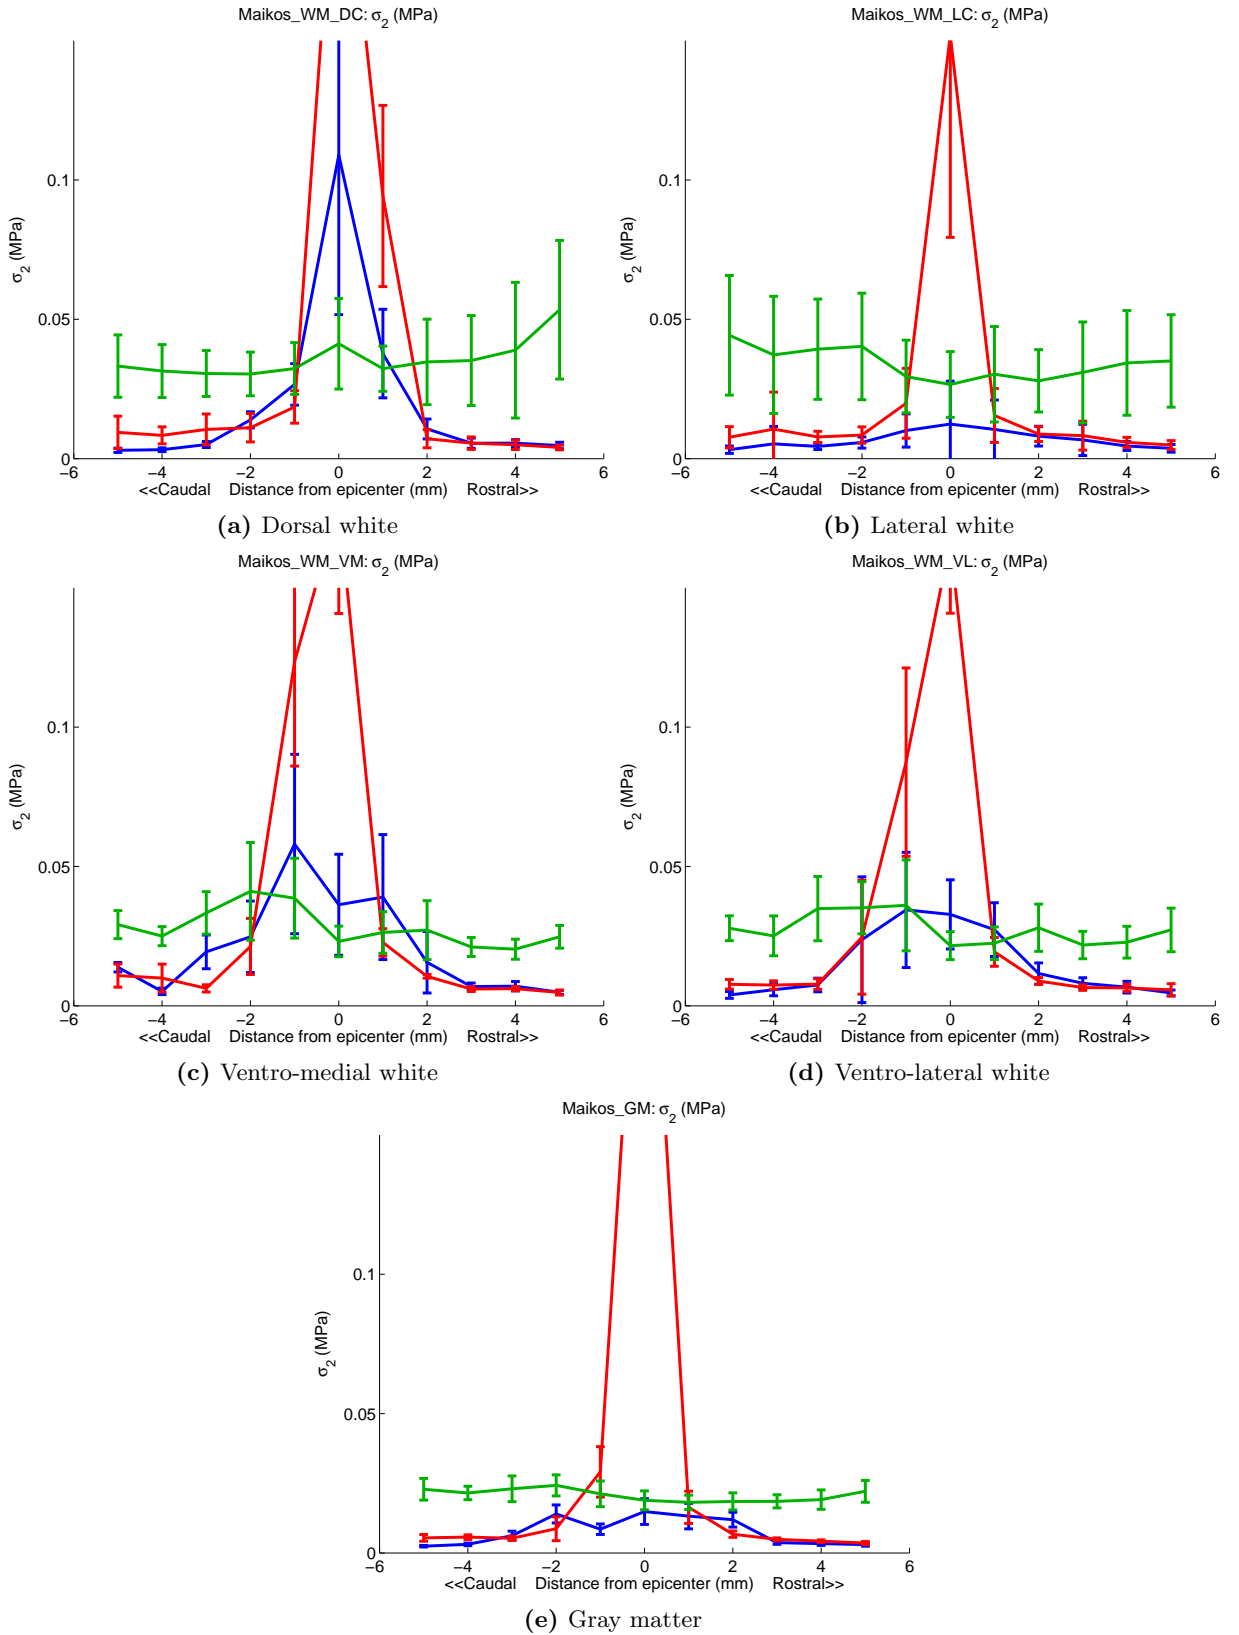 Maikos_WM_DC: σ2 (MPa)
0.1
0.05
0
σ2 (MPa)
−6 −4 −2 0 2 4 6
<<Caudal Distance from epicenter (mm) Rostral>>
(a) Dorsal white
Maikos_WM_LC: σ2 (MPa)
0.1
0.05
0
σ2 (MPa)
−6 −4 −2 0 2 4 6
<<Caudal Distance from epicenter (mm) Rostral>>
(b) Lateral white
Maikos_WM_VM: σ2 (MPa)
0.1
0.05
0
σ2 (MPa)
−6 −4 −2 0 2 4 6
<<Caudal Distance from epicenter (mm) Rostral>>
(c) Ventro-medial white
Maikos_WM_VL: σ2 (MPa)
0.1
0.05
0
σ2 (MPa)
−6 −4 −2 0 2 4 6
<<Caudal Distance from epicenter (mm) Rostral>>
(d) Ventro-lateral white
Maikos_GM: σ2 (MPa)
0.1
0.05
0
σ2 (MPa)
−6 −4 −2 0 2 4 6
<<Caudal Distance from epicenter (mm) Rostral>>
(e) Gray matter